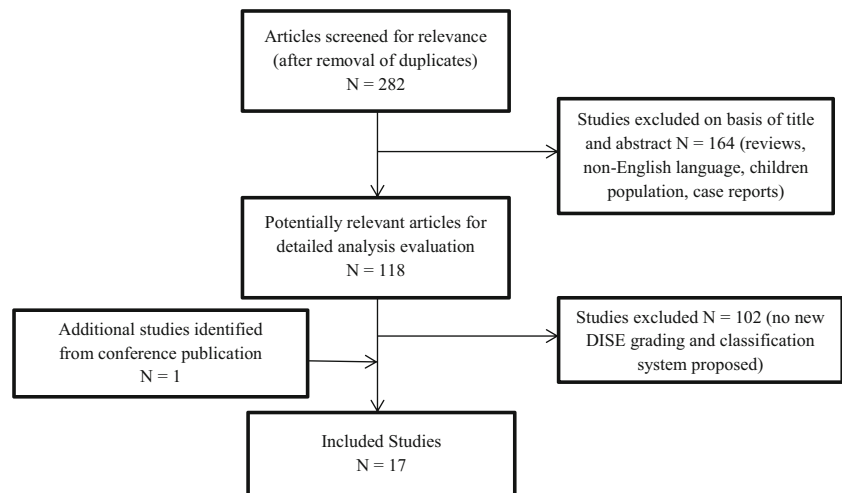 Articles screened for relevance
(after removal of duplicates)
N = 282
Studies excluded on basis of title
and abstract N = 164 (reviews,
non-English language, children
population, case reports)
Potentially relevant articles for
detailed analysis evaluation
N = 118
Additional studies identified
from conference publication
N = 1
Studies excluded N = 102 (no new
DISE grading and classification
system proposed)
Included Studies
N = 17